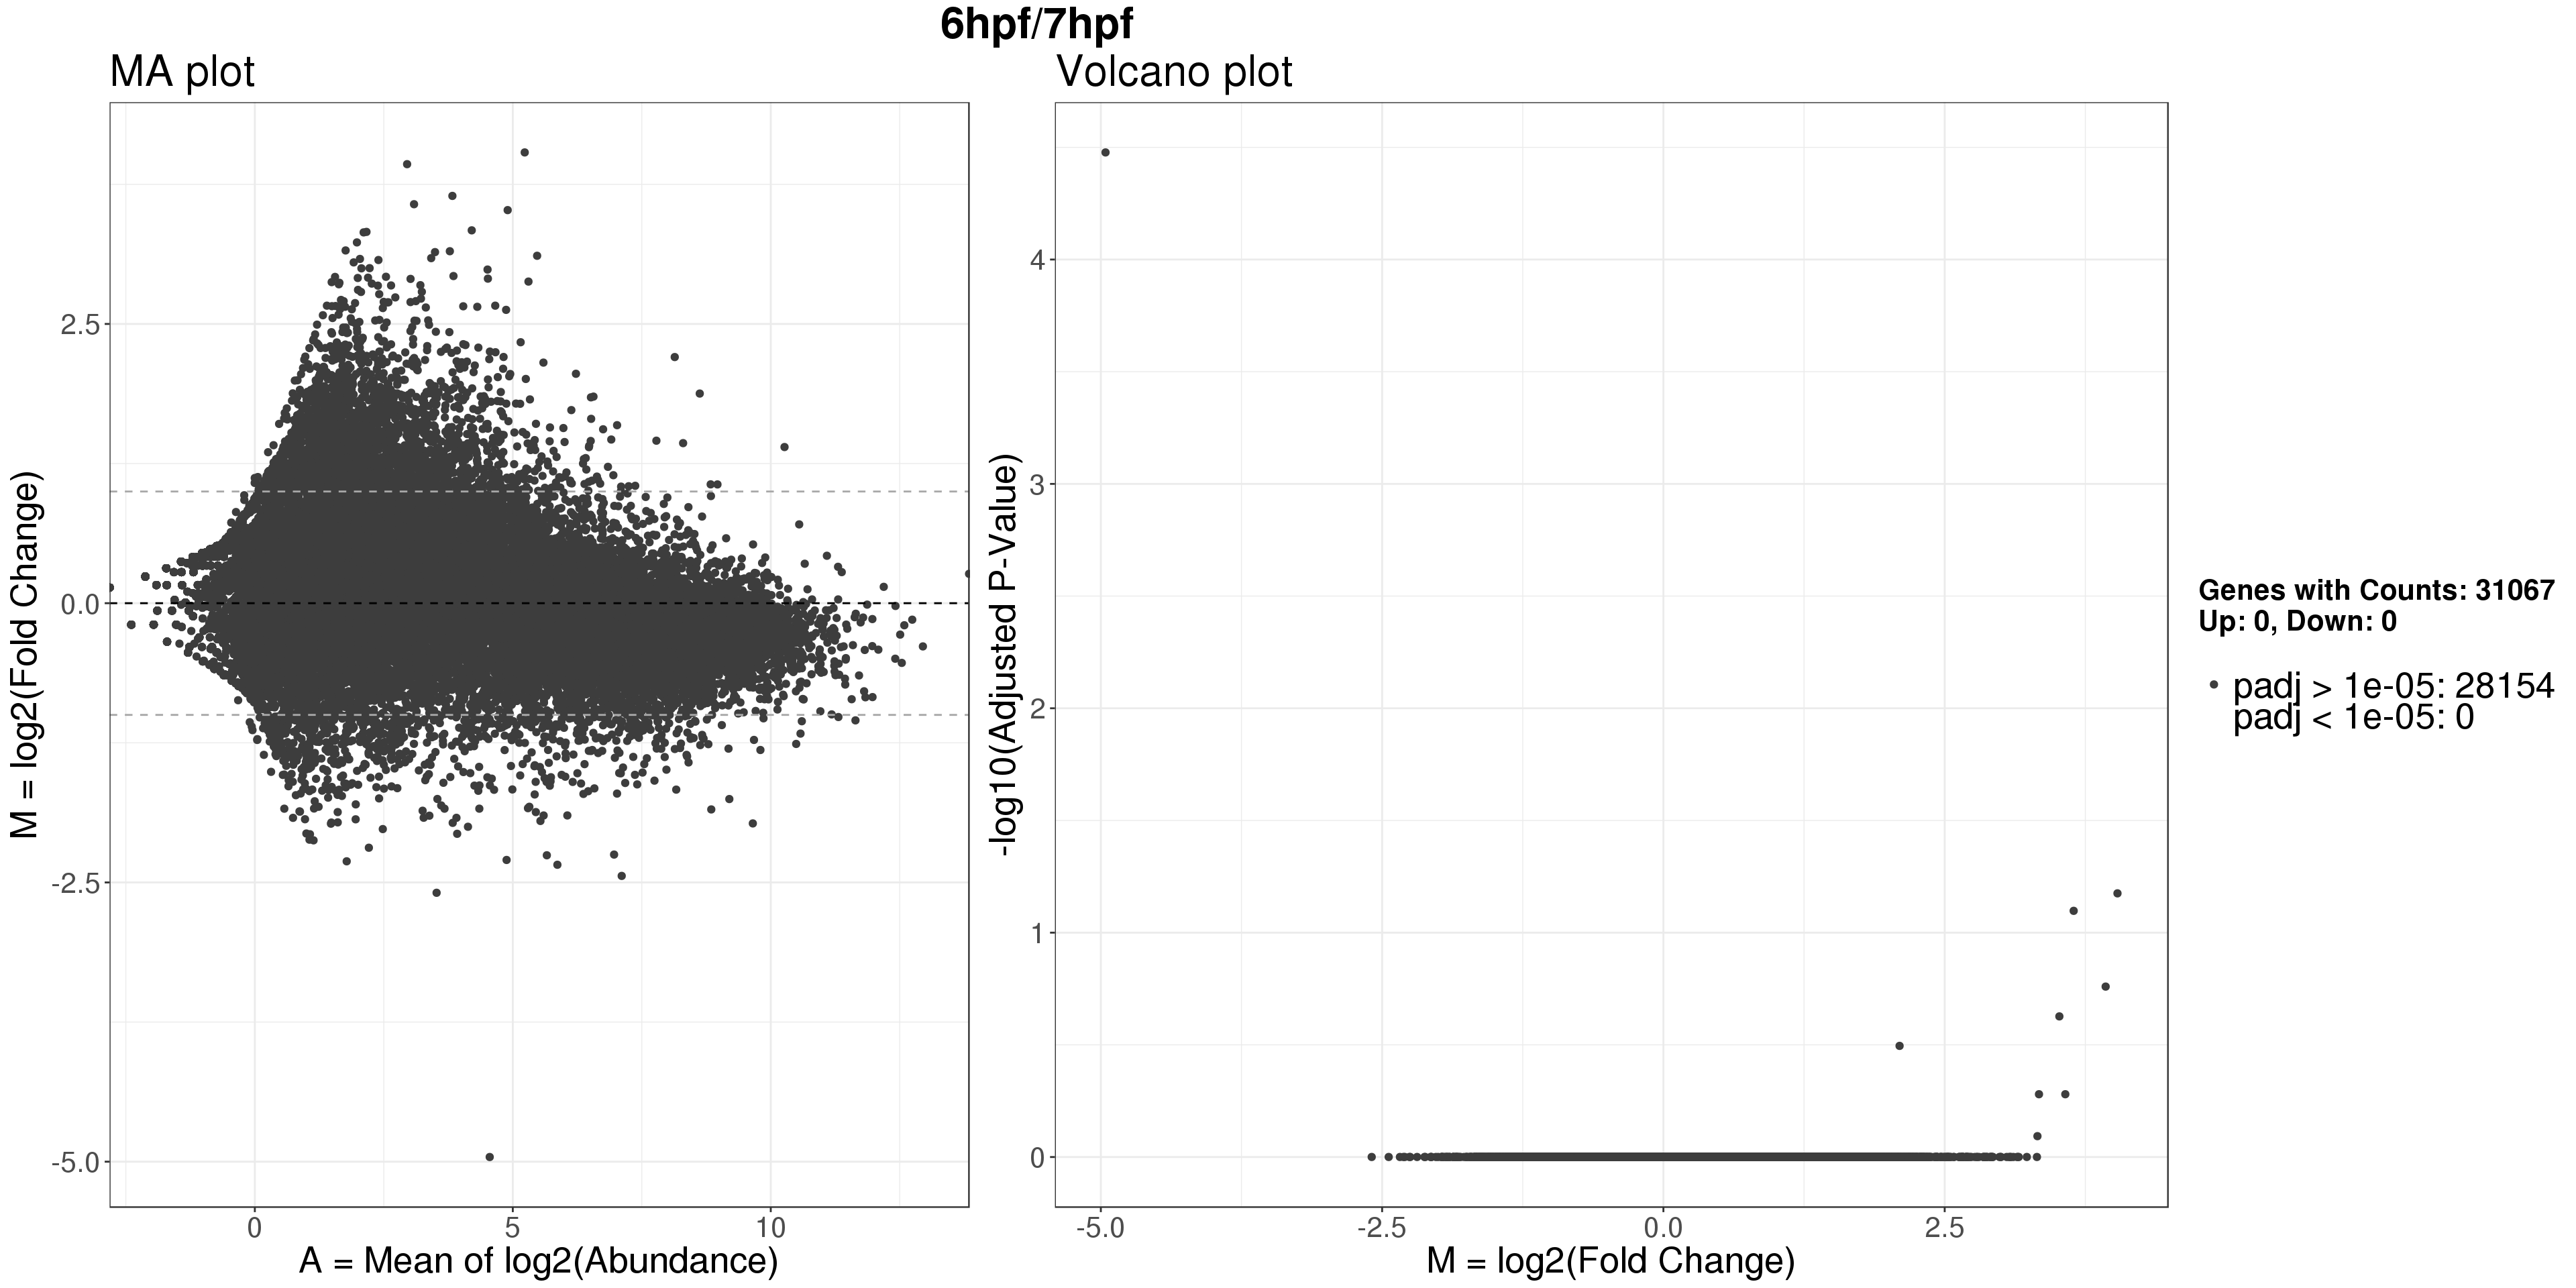 6hpf/7hpf
MA plot
Volcano plot
M = log2(Fold Change)
2.5
0.0
-2.5
-5.0
0
5
10
A = Mean of log2(Abundance)
-log10(Adjusted P-Value)
4
3
2
1
0
-5.0
-2.5
0.0
2.5
M = log2(Fold Change)
Genes with Counts: 31067
Up: 0, Down: 0
padj > 1e-05: 28154
padj < 1e-05: 0